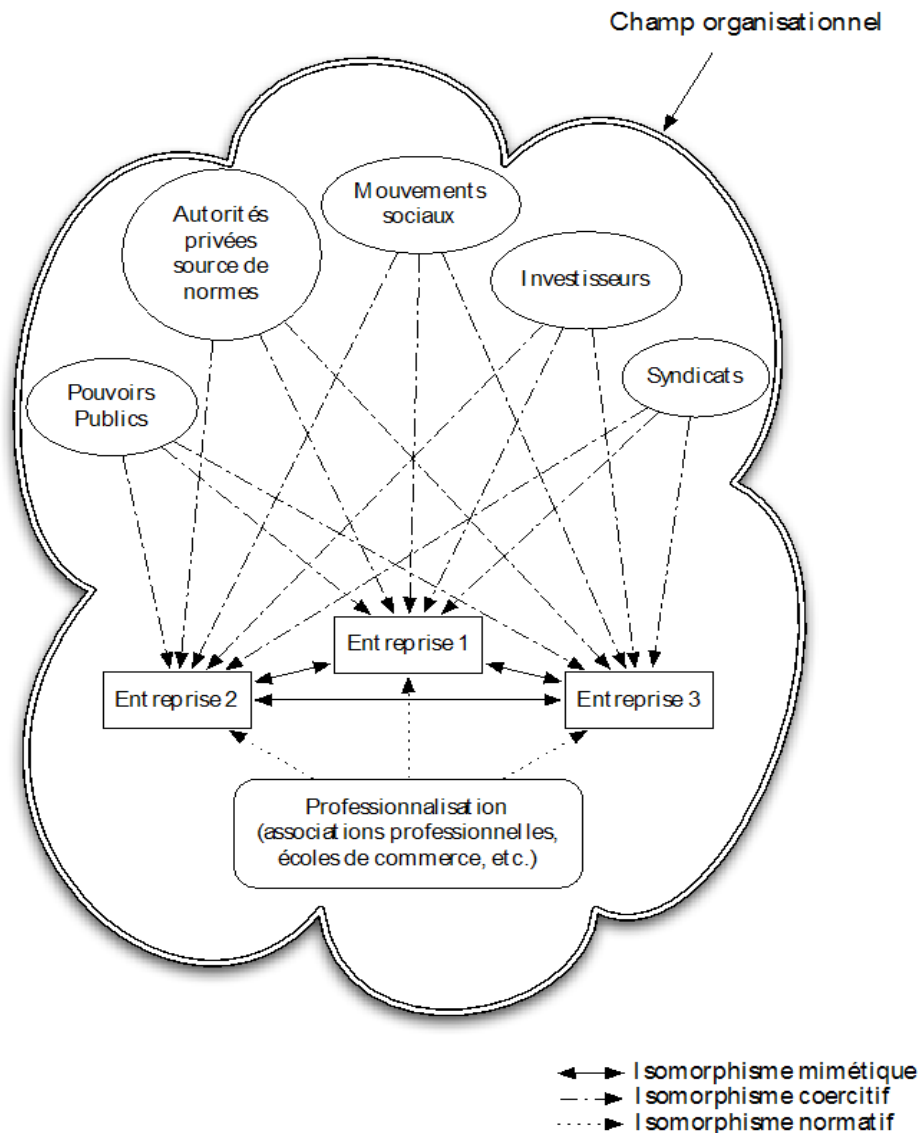 Champ organisationnel
Mouvements
sociaux
Autorités
privées
source de
normes
Investisseurs
Syndicats
Pouvoirs
Publics
Entreprise 1
Entreprise 2
Entreprise 3
Professionnalisation
(associations professionnelles,
écoles de commerce, etc.)
Isomorphisme mimétique
Isomorphisme coercitif
Isomorphisme normatif